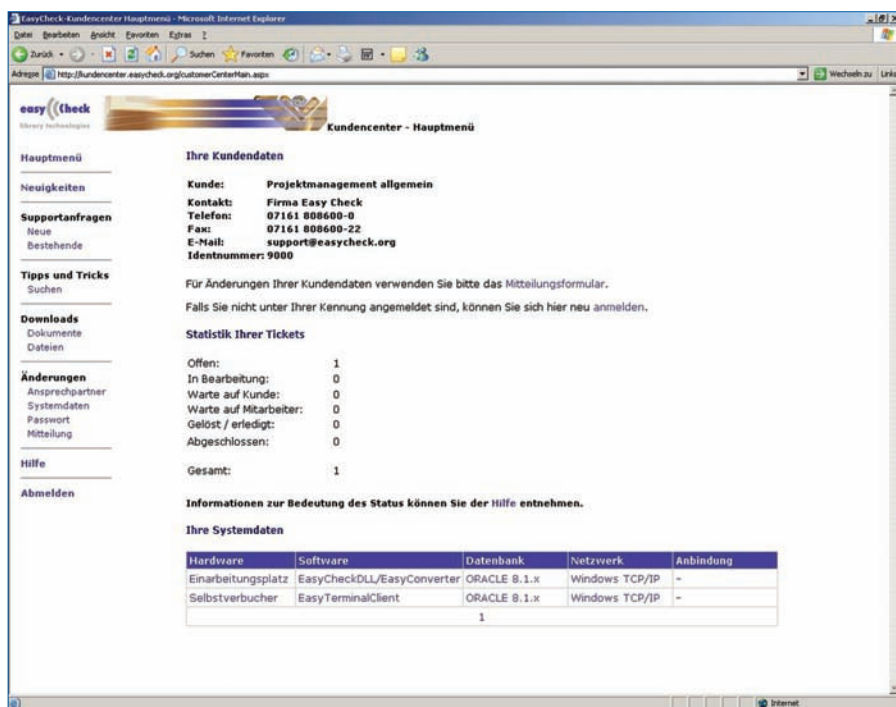 EasyCheck-Kundencenter Hauptmenü - Microsoft Internet Explorer
Datei Bearbeiten Ansicht Favoriten Extras ?
Zurück Suchen Favoriten
Adresse http://kundencenter.easycheck.org/customerCenterMain.aspx Wechseln zu Links
easy Check
library technologies
Kundencenter - Hauptmenü
Hauptmenü
Neuigkeiten
Supportanfragen
Neue
Bestehende
Tipps und Tricks
Suchen
Downloads
Dokumente
Dateien
Änderungen
Ansprechpartner
Systemdaten
Passwort
Mitteilung
Hilfe
Abmelden
Ihre Kundendaten
Kunde: Projektmanagement allgemein
Kontakt: Firma Easy Check
Telefon: 07161 808600-0
Fax: 07161 808600-22
E-Mail: support@easycheck.org
Identnummer: 9000
Für Änderungen Ihrer Kundendaten verwenden Sie bitte das Mitteilungsformular.
Falls Sie nicht unter Ihrer Kennung angemeldet sind, können Sie sich hier neu anmelden.
Statistik Ihrer Tickets
Offen: 1
In Bearbeitung: 0
Warte auf Kunde: 0
Warte auf Mitarbeiter: 0
Gelöst / erledigt: 0
Abgeschlossen: 0
Gesamt: 1
Informationen zur Bedeutung des Status können Sie der Hilfe entnehmen.
Ihre Systemdaten
Hardware Software Datenbank Netzwerk Anbindung
Einarbeitungsplatz EasyCheckDLL/EasyConverter ORACLE 8.1.x Windows TCP/IP -
Selbstverbucher EasyTerminalClient ORACLE 8.1.x Windows TCP/IP -
1
Internet